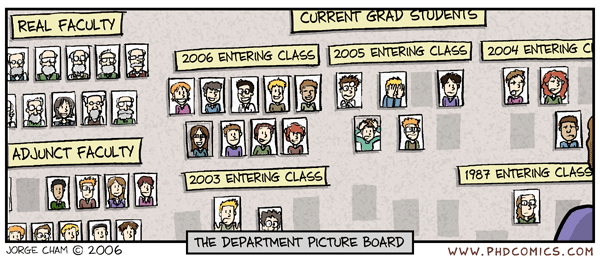 REAL FACULTY
CURRENT GRAD STUDENTS
2006 ENTERING CLASS
2005 ENTERING CLASS
2004 ENTERING C
ADJUNCT FACULTY
2003 ENTERING CLASS
1987 ENTERING CLASS
THE DEPARTMENT PICTURE BOARD
JORGE CHAM © 2006
WWW.PHDCOMICS.COM